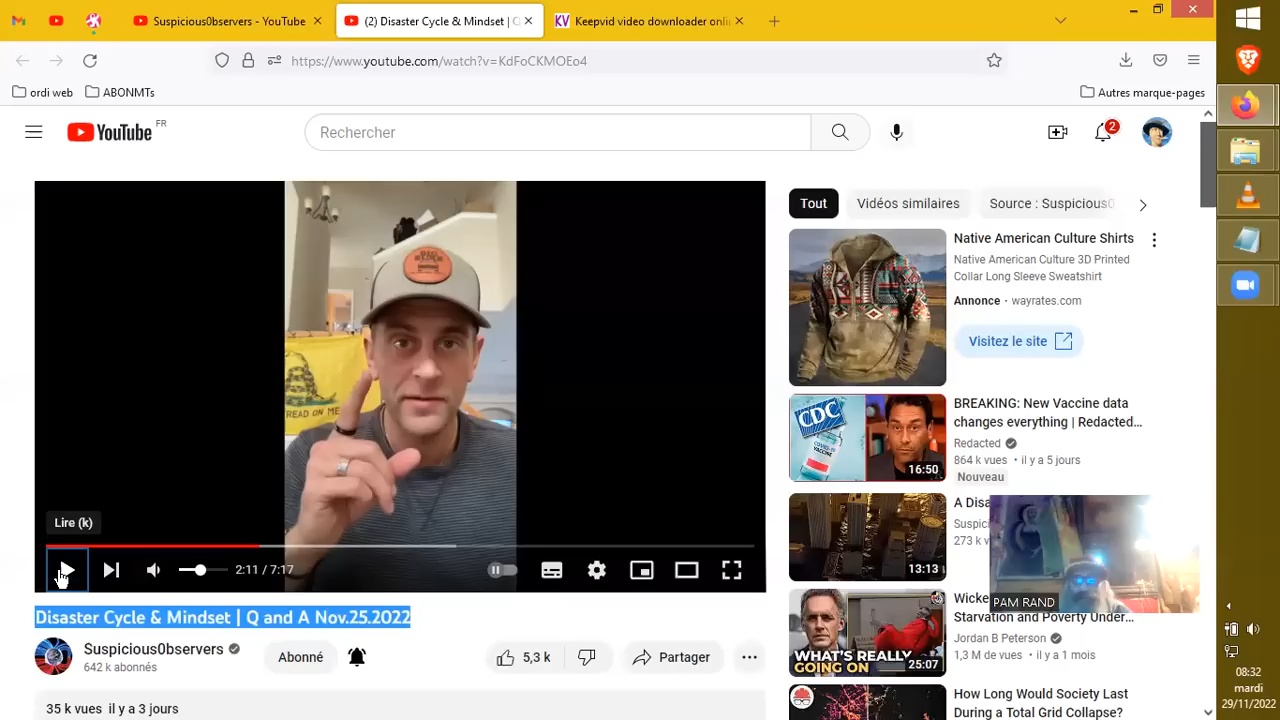 Suspicious0bservers - YouTube
(2) Disaster Cycle & Mindset | Q
Keepvid video downloader onli
https://www.youtube.com/watch?v=KdFoCKMOEo4
ordi web
ABONMTs
Autres marque-pages
YouTube FR
Rechercher
2
Tout
Vidéos similaires
Source : Suspicious0
Native American Culture Shirts
Native American Culture 3D Printed
Collar Long Sleeve Sweatshirt
Annonce • wayrates.com
Visitez le site
TREAD ON ME
CDC
BREAKING: New Vaccine data
changes everything | Redacted...
Redacted
864 k vues • il y a 5 jours
Nouveau
16:50
A Disa
Suspic
273 k
13:13
PAM RAND
Lire (k)
2:11 / 7:17
Disaster Cycle & Mindset | Q and A Nov.25.2022
Suspicious0bservers
642 k abonnés
Abonné
5,3 k
Partager
35 k vues il y a 3 jours
WHAT'S REALLY
GOING ON
25:07
Wicke
Starvation and Poverty Under...
Jordan B Peterson
1,3 M de vues • il y a 1 mois
How Long Would Society Last
During a Total Grid Collapse?
08:32
mardi
29/11/2022